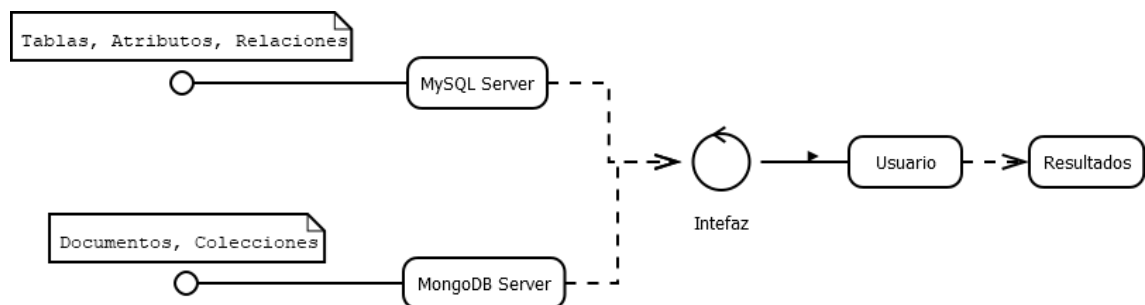 Tablas, Atributos, Relaciones
MySQL Server
Intefaz
Usuario
Resultados
Documentos, Colecciones
MongoDB Server